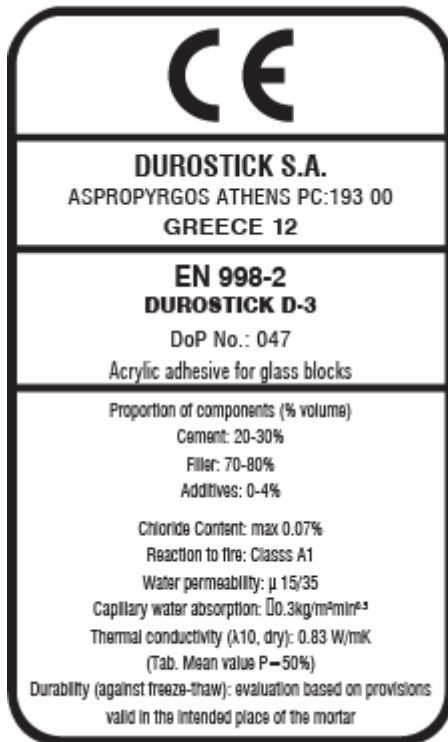 CE
DUROSTICK S.A.
ASPROPYRGOS ATHENS PC:193 00
GREECE 12
EN 998-2
DUROSTICK D-3
DoP No.: 047
Acrylic adhesive for glass blocks
Proportion of components (% volume)
Cement: 20-30%
Filler: 70-80%
Additives: 0-4%
Chloride Content: max 0.07%
Reaction to fire: Classs A1
Water permeability: μ 15/35
Capillary water absorption: ▯0.3kg/m²min⁰·⁵
Thermal conductivity (λ10, dry): 0.83 W/mK
(Tab. Mean value P=50%)
Durability (against freeze-thaw): evaluation based on provisions
valid in the intended place of the mortar